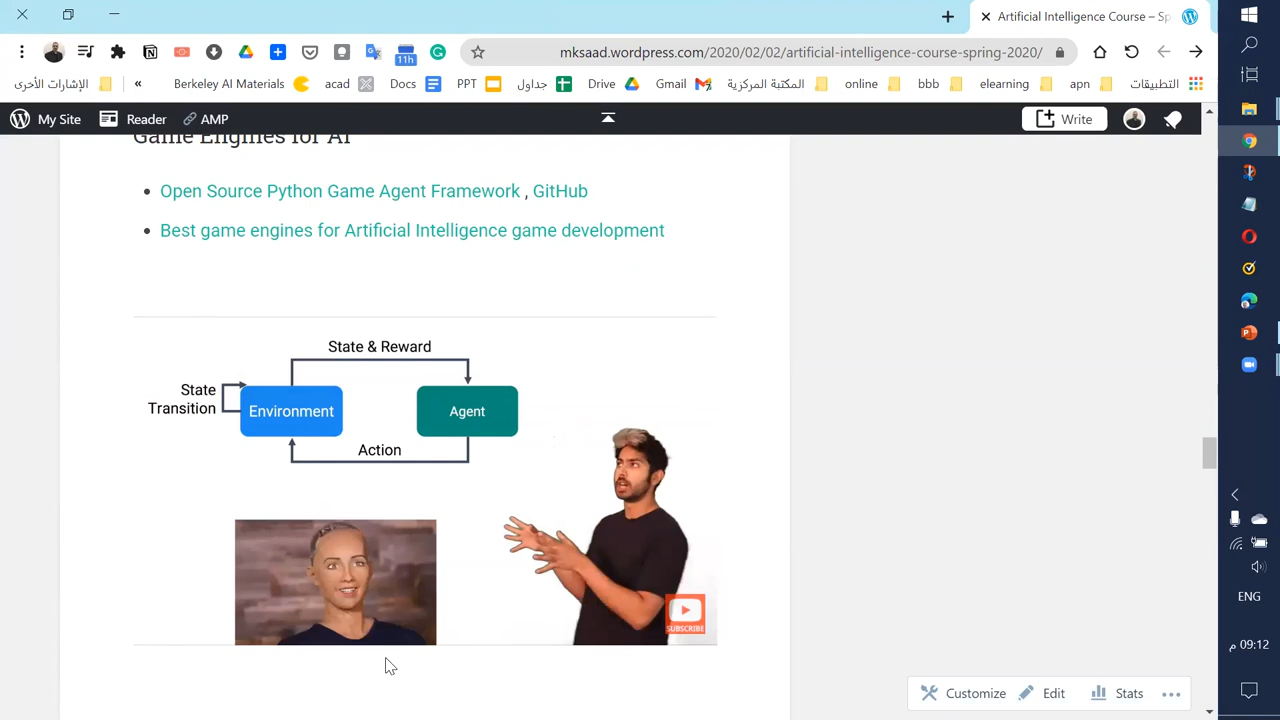 Artificial Intelligence Course – Sp
mksaad.wordpress.com/2020/02/02/artificial-intelligence-course-spring-2020/
11h
الإشارات الأخرى
«
Berkeley AI Materials
acad
Docs
PPT
جداول
Drive
Gmail
المكتبة المركزية
online
bbb
elearning
apn
التطبيقات
My Site
Reader
AMP
Write
Game Engines for AI
Open Source Python Game Agent Framework , GitHub
Best game engines for Artificial Intelligence game development
State & Reward
State
Transition
Environment
Agent
Action
SUBSCRIBE
Customize
Edit
Stats
ENG
09:12 م